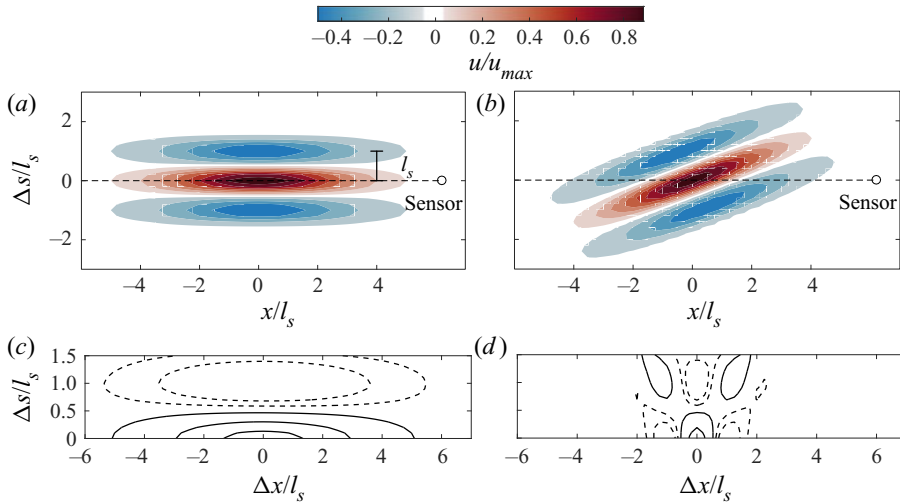 −0.4 −0.2 0 0.2 0.4 0.6 0.8
u/u_max
(a) (b)
2
0
−2
Δs/l_s
l_s
Sensor
Sensor
−4 −2 0 2 4 6
−4 −2 0 2 4 6
x/l_s x/l_s
(c) (d)
1.5
1.0
0.5
0
Δs/l_s
−6 −4 −2 0 2 4 6
−6 −4 −2 0 2 4 6
Δx/l_s Δx/l_s